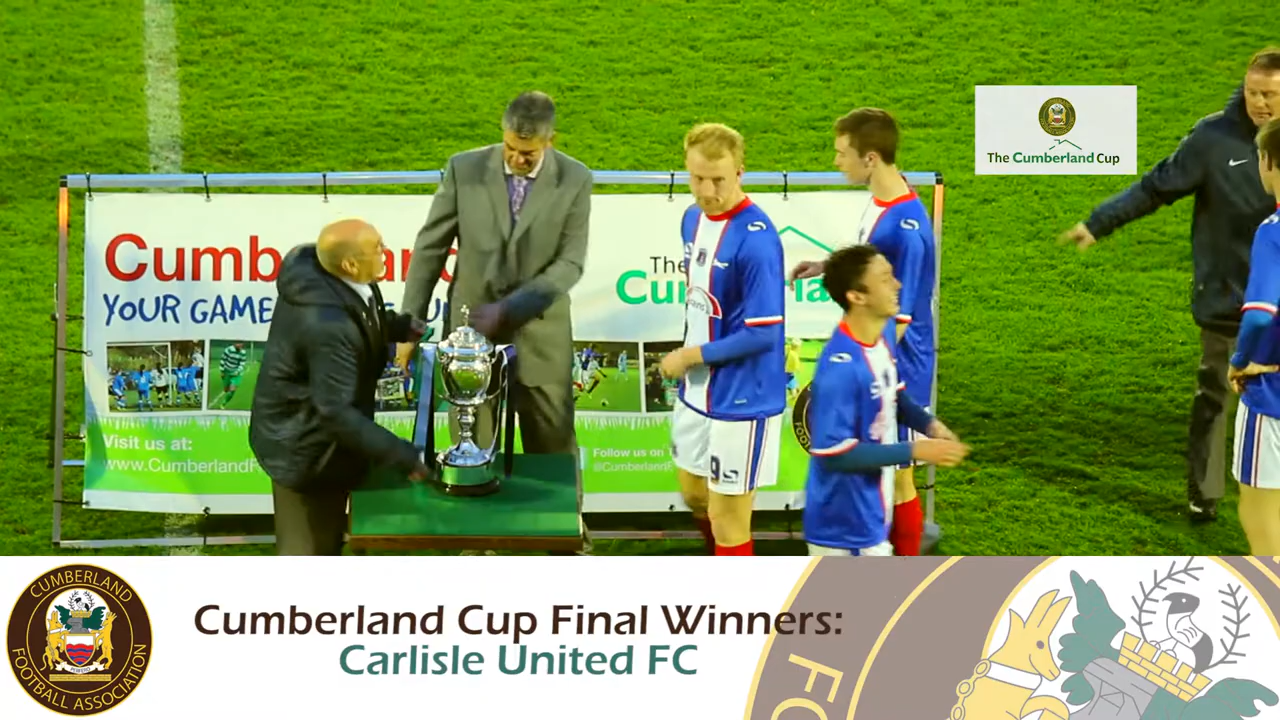 The Cumberland Cup
Cumb
YOUR GAME
The
Visit us at:
www.CumberlandF
Follow us on
@Cumberland
9
CUMBERLAND
FOOTBALL ASSOCIATION
Cumberland Cup Final Winners:
Carlisle United FC